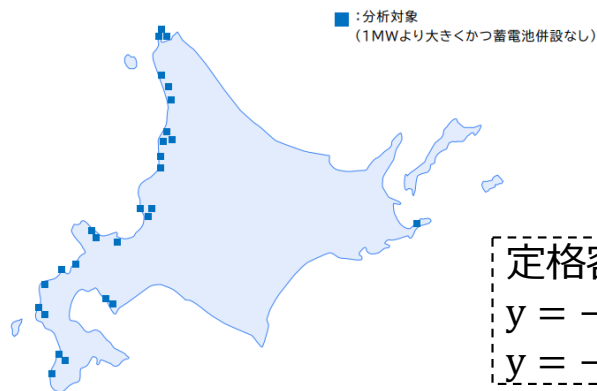 :分析対象
(1MWより大きくかつ蓄電池併設なし)
定格
y = −
y = −